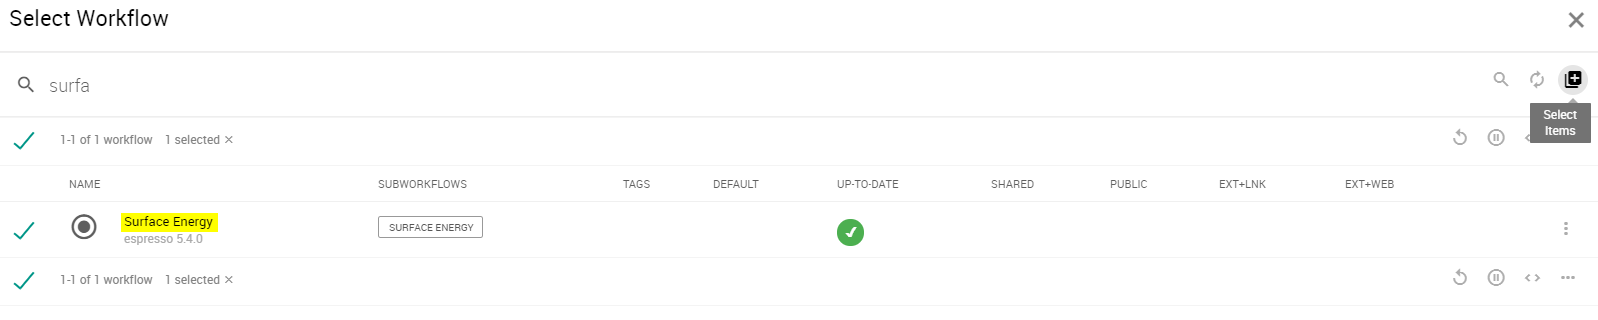 Select Workflow
surfa
Select
Items
1-1 of 1 workflow 1 selected ×
NAME SUBWORKFLOWS TAGS DEFAULT UP-TO-DATE SHARED PUBLIC EXT+LNK EXT+WEB
Surface Energy SURFACE ENERGY
espresso 5.4.0
1-1 of 1 workflow 1 selected ×